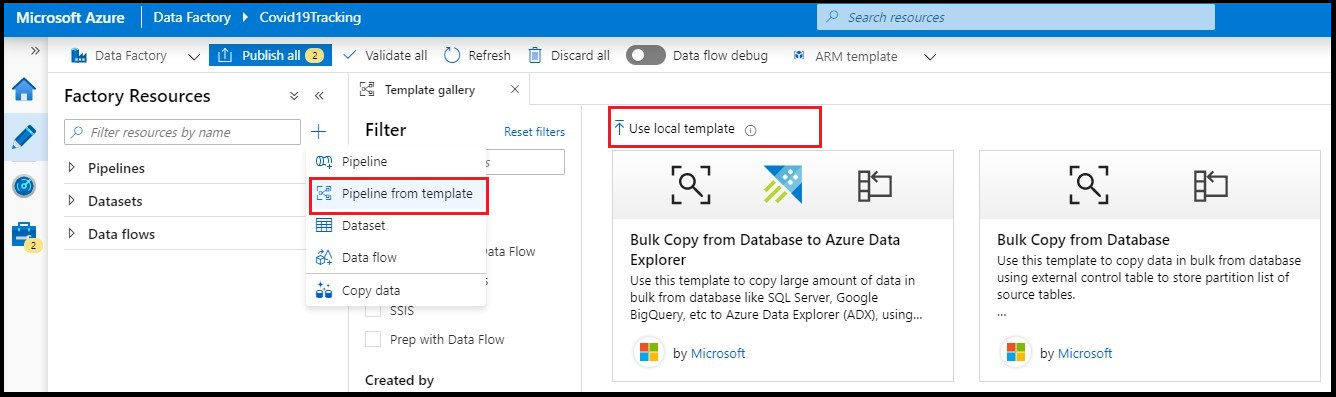 Microsoft Azure Data Factory Covid19Tracking Search resources
Data Factory Publish all 2 Validate all Refresh Discard all Data flow debug ARM template
Factory Resources
Filter resources by name
Pipelines
Datasets
Data flows
2
Pipeline
Pipeline from template
Dataset
Data flow
Copy data
Template gallery
Filter Reset filters
Data Flow
SSIS
Prep with Data Flow
Created by
Use local template
Bulk Copy from Database to Azure Data
Explorer
Use this template to copy large amount of data in
bulk from database like SQL Server, Google
BigQuery, etc to Azure Data Explorer (ADX), using...
by Microsoft
Bulk Copy from Database
Use this template to copy data in bulk from database
using external control table to store partition list of
source tables.
...
by Microsoft